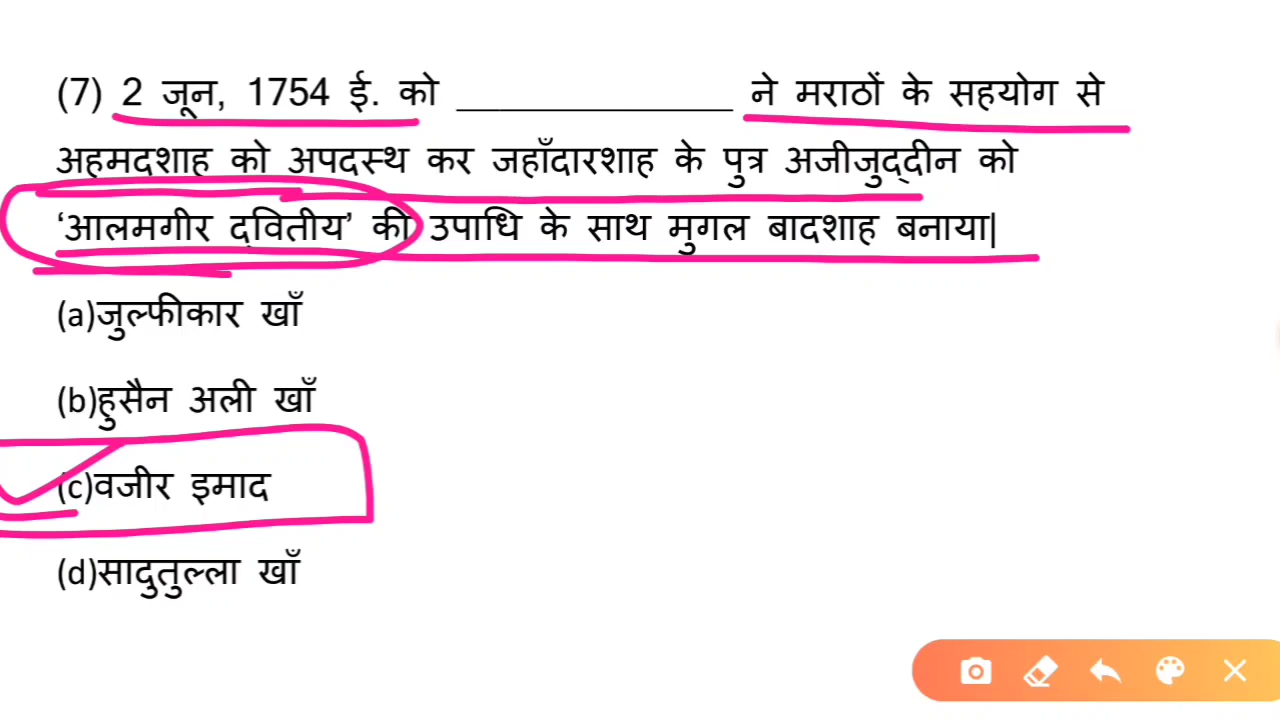 (7) 2 जून, 1754 ई. को _______________ ने मराठों के सहयोग से
अहमदशाह को अपदस्थ कर जहाँदारशाह के पुत्र अजीजुद्दीन को
‘आलमगीर द्वितीय’ की उपाधि के साथ मुगल बादशाह बनाया|
(a)जुल्फीकार खाँ
(b)हुसैन अली खाँ
(c)वजीर इमाद
(d)सादुतुल्ला खाँ